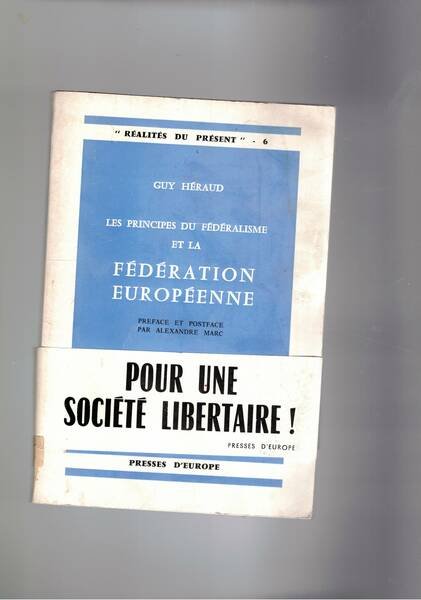 "RÉALITÉS DU PRÉSENT" - 6
GUY HÉRAUD
LES PRINCIPES DU FÉDÉRALISME
ET LA
FÉDÉRATION
EUROPÉENNE
PREFACE ET POSTFACE
PAR ALEXANDRE MARC
POUR UNE
SOCIÉTÉ LIBERTAIRE !
PRESSES D'EUROPE
PRESSES D'EUROPE